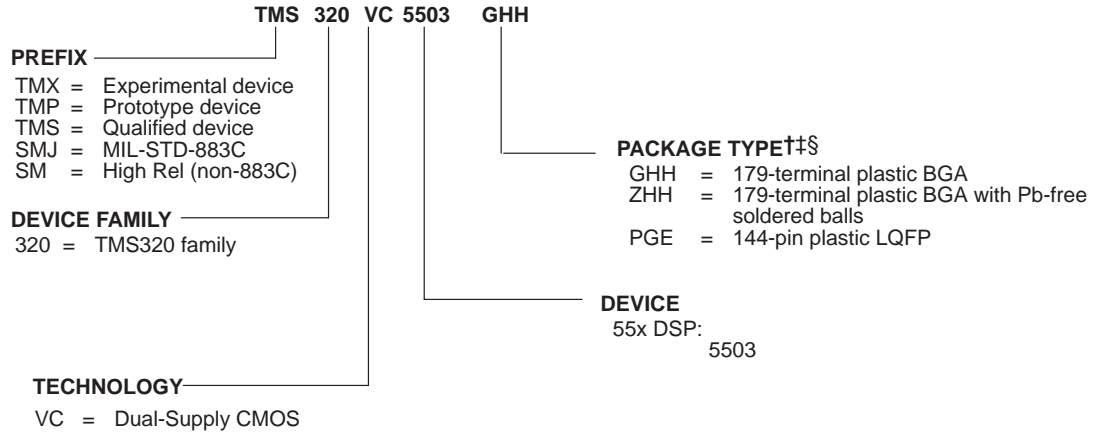 TMS 320 VC 5503 GHH
PREFIX
TMX = Experimental device
TMP = Prototype device
TMS = Qualified device
SMJ = MIL-STD-883C
SM = High Rel (non-883C)
DEVICE FAMILY
320 = TMS320 family
TECHNOLOGY
VC = Dual-Supply CMOS
PACKAGE TYPE†‡§
GHH = 179-terminal plastic BGA
ZHH = 179-terminal plastic BGA with Pb-free
soldered balls
PGE = 144-pin plastic LQFP
DEVICE
55x DSP:
5503